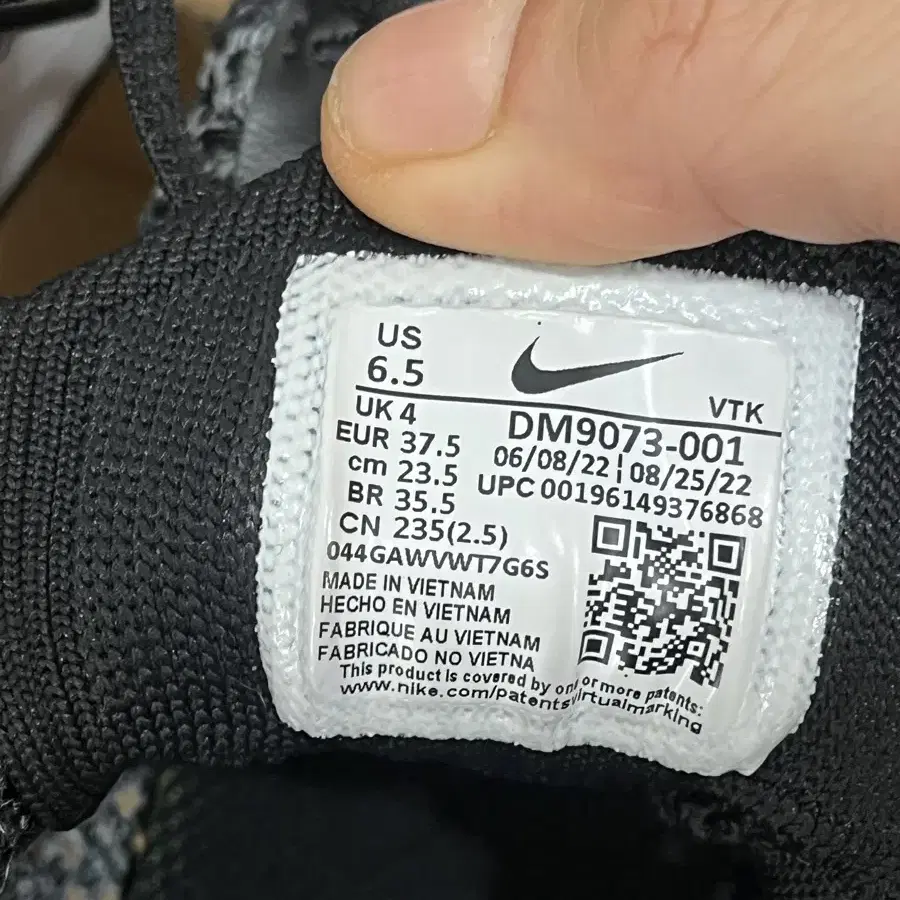 US
6.5
VTK
UK 4
EUR 37.5
cm 23.5
BR 35.5
CN 235(2.5)
DM9073-001
06/08/22 ¦ 08/25/22
UPC 00196149376868
044GAWVWT7G6S
MADE IN VIETNAM
HECHO EN VIETNAM
FABRIQUE AU VIETNAM
FABRICADO NO VIETNA
This product is covered by one or more patents:
www.nike.com/patentsvirtualmarking